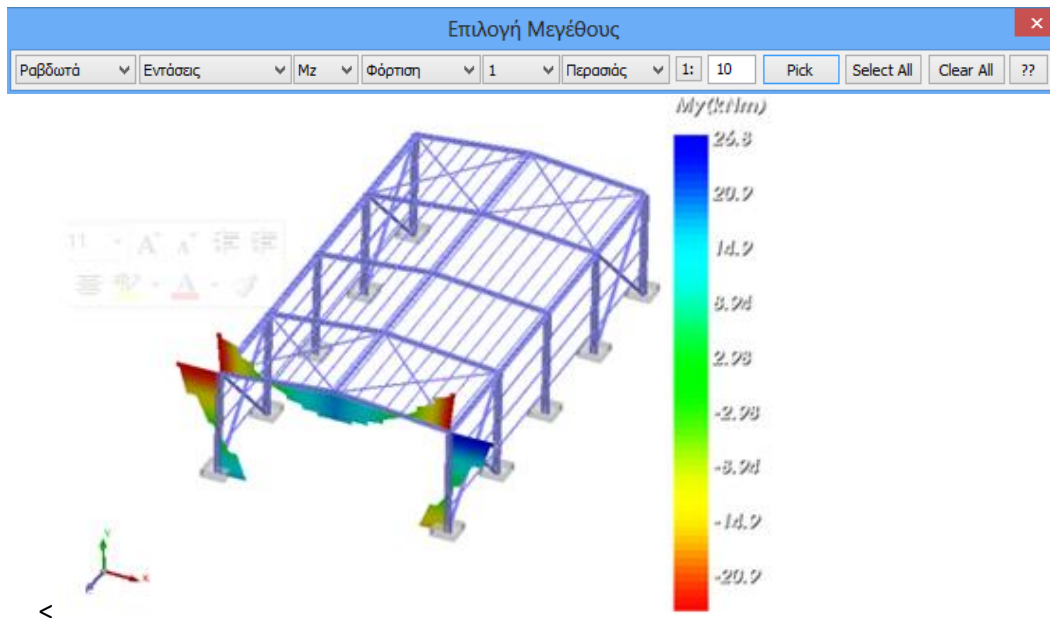 Επιλογή Μεγέθους
Ραβδωτά Εντάσεις Mz Φόρτιση 1 Περασιάς 1: 10 Pick Select All Clear All ??
My(kNm)
26.8
20.9
14.9
8.94
2.98
-2.98
-8.94
-14.9
-20.9
11 A A
A
Y
X
<